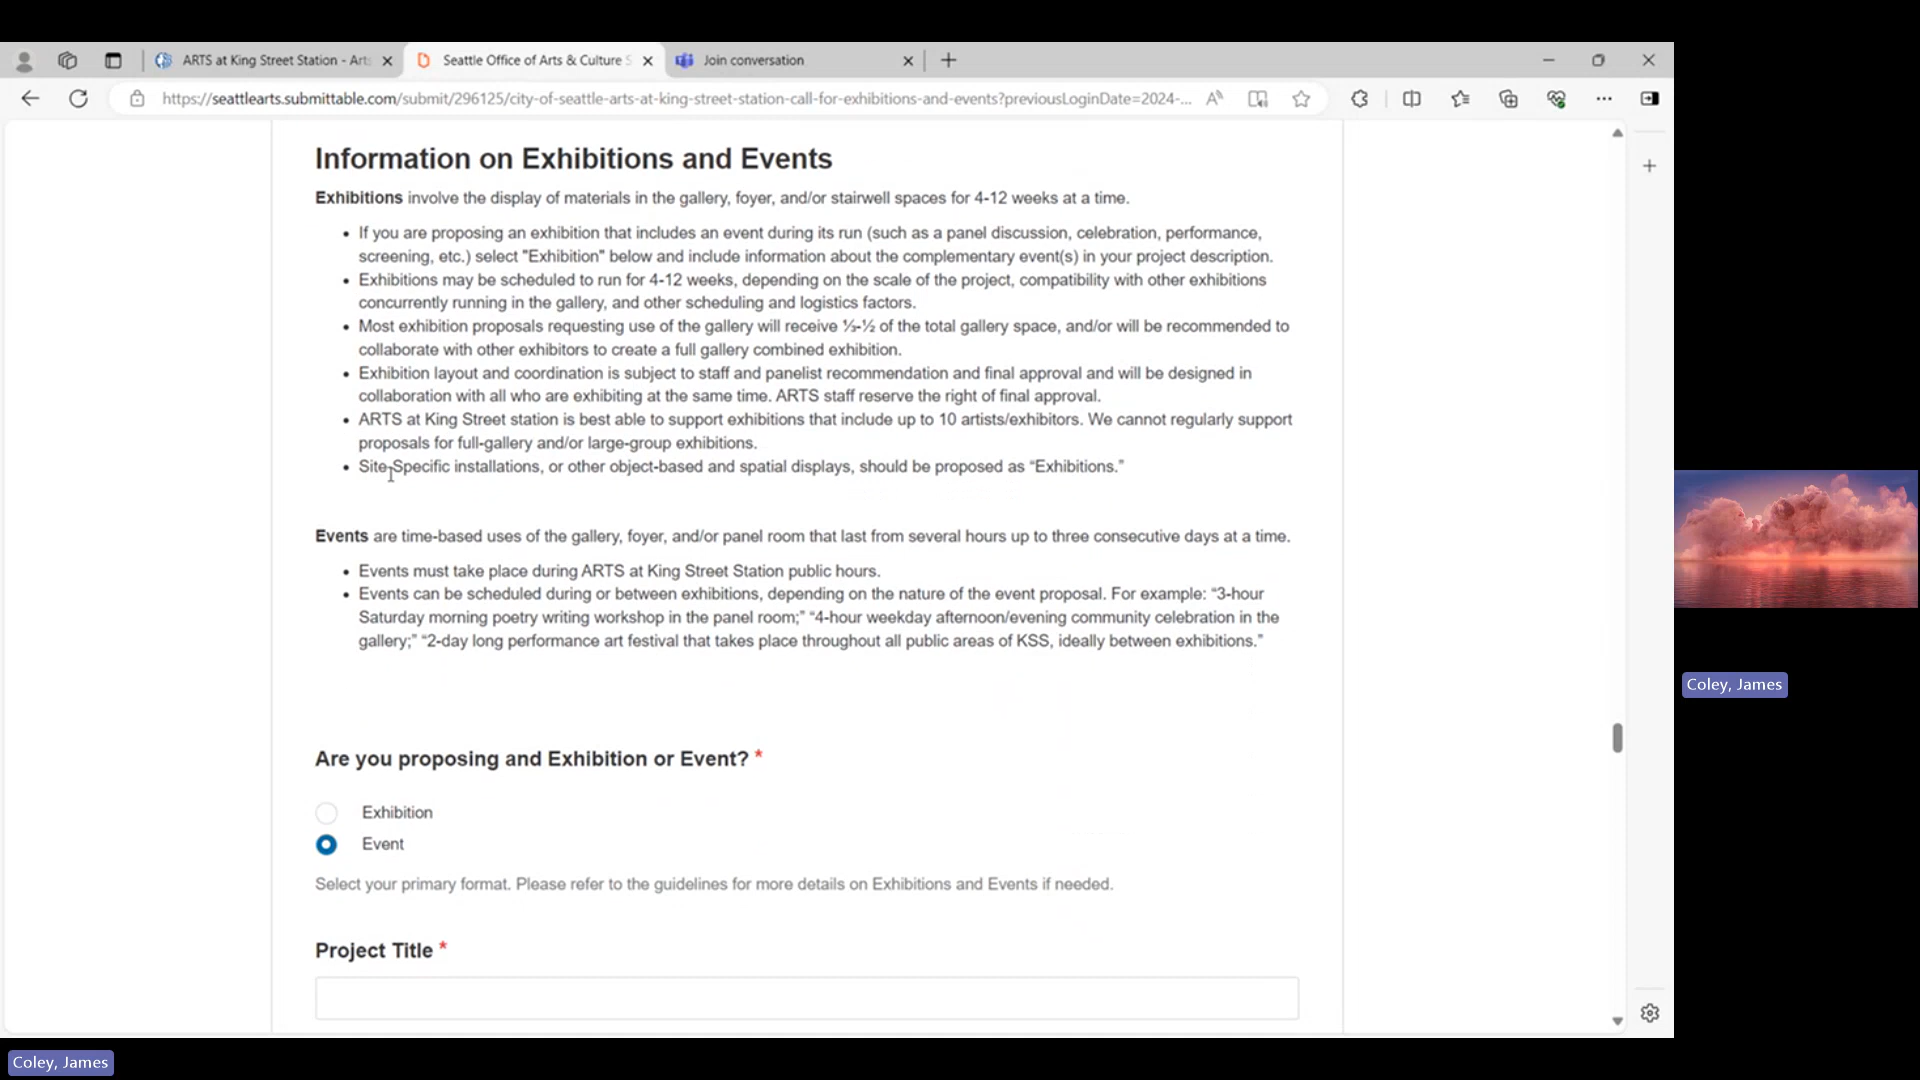 ARTS at King Street Station - Arts
Seattle Office of Arts & Culture S
Join conversation
https://seattlearts.submittable.com/submit/296125/city-of-seattle-arts-at-king-street-station-call-for-exhibitions-and-events?previousLoginDate=2024-...
Information on Exhibitions and Events
Exhibitions involve the display of materials in the gallery, foyer, and/or stairwell spaces for 4-12 weeks at a time.
• If you are proposing an exhibition that includes an event during its run (such as a panel discussion, celebration, performance,
screening, etc.) select "Exhibition" below and include information about the complementary event(s) in your project description.
• Exhibitions may be scheduled to run for 4-12 weeks, depending on the scale of the project, compatibility with other exhibitions
concurrently running in the gallery, and other scheduling and logistics factors.
• Most exhibition proposals requesting use of the gallery will receive ⅓-½ of the total gallery space, and/or will be recommended to
collaborate with other exhibitors to create a full gallery combined exhibition.
• Exhibition layout and coordination is subject to staff and panelist recommendation and final approval and will be designed in
collaboration with all who are exhibiting at the same time. ARTS staff reserve the right of final approval.
• ARTS at King Street station is best able to support exhibitions that include up to 10 artists/exhibitors. We cannot regularly support
proposals for full-gallery and/or large-group exhibitions.
• Site-Specific installations, or other object-based and spatial displays, should be proposed as “Exhibitions.”
Events are time-based uses of the gallery, foyer, and/or panel room that last from several hours up to three consecutive days at a time.
• Events must take place during ARTS at King Street Station public hours.
• Events can be scheduled during or between exhibitions, depending on the nature of the event proposal. For example: “3-hour
Saturday morning poetry writing workshop in the panel room;” “4-hour weekday afternoon/evening community celebration in the
gallery;” “2-day long performance art festival that takes place throughout all public areas of KSS, ideally between exhibitions.”
Are you proposing and Exhibition or Event? *
Exhibition
Event
Select your primary format. Please refer to the guidelines for more details on Exhibitions and Events if needed.
Project Title *
Coley, James
Coley, James